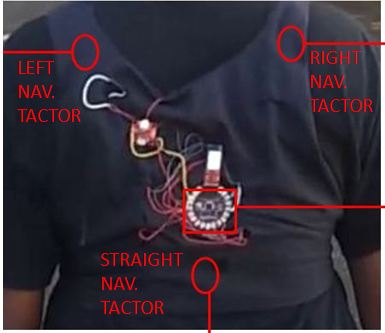 LEFT
NAV.
TACTOR
RIGHT
NAV.
TACTOR
STRAIGHT
NAV.
TACTOR